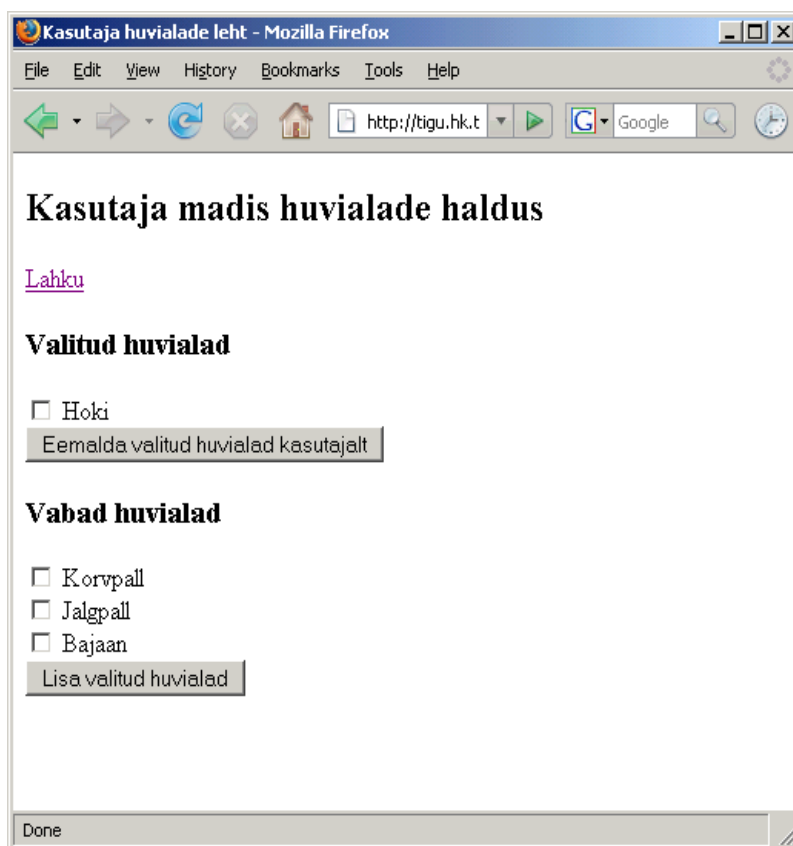 Kasutaja huvialade leht - Mozilla Firefox
File Edit View History Bookmarks Tools Help
http://tigu.hk.t G Google
Kasutaja madis huvialade haldus
Lahku
Valitud huvialad
Hoki
Eemalda valitud huvialad kasutajalt
Vabad huvialad
Korvpall
Jalgpall
Bajaan
Lisa valitud huvialad
Done